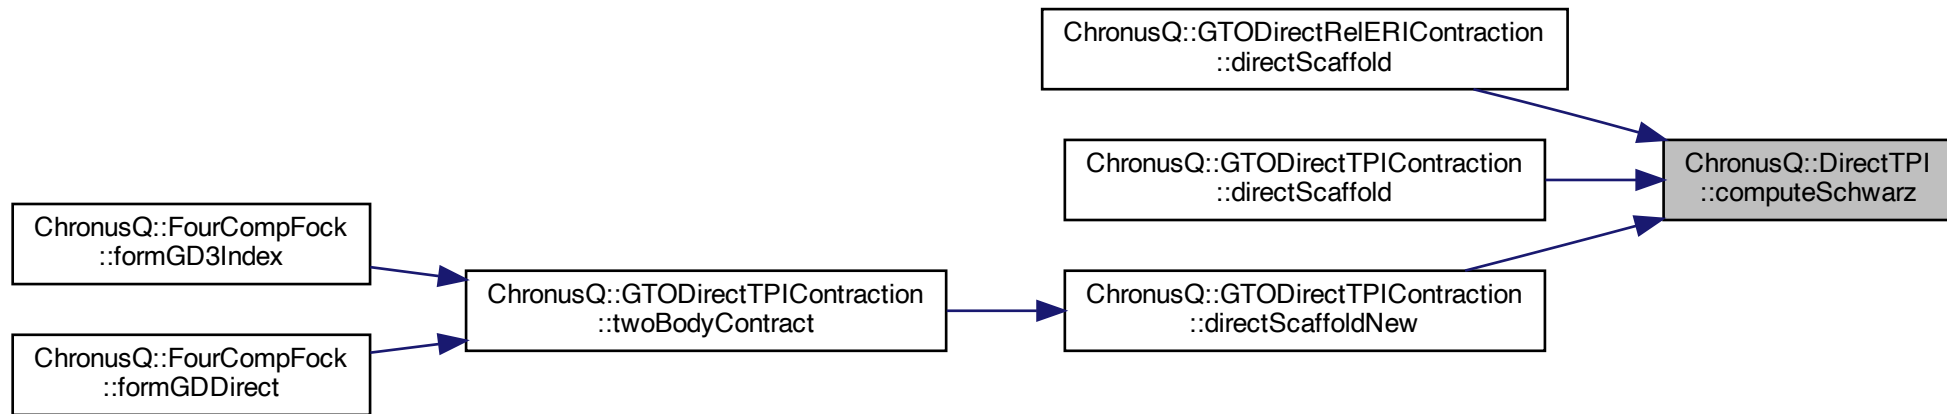 ChronusQ::GTODirectRelERIContraction
::directScaffold
ChronusQ::GTODirectTPIContraction
::directScaffold
ChronusQ::DirectTPI
::computeSchwarz
ChronusQ::FourCompFock
::formGD3Index
ChronusQ::GTODirectTPIContraction
::twoBodyContract
ChronusQ::GTODirectTPIContraction
::directScaffoldNew
ChronusQ::FourCompFock
::formGDDirect